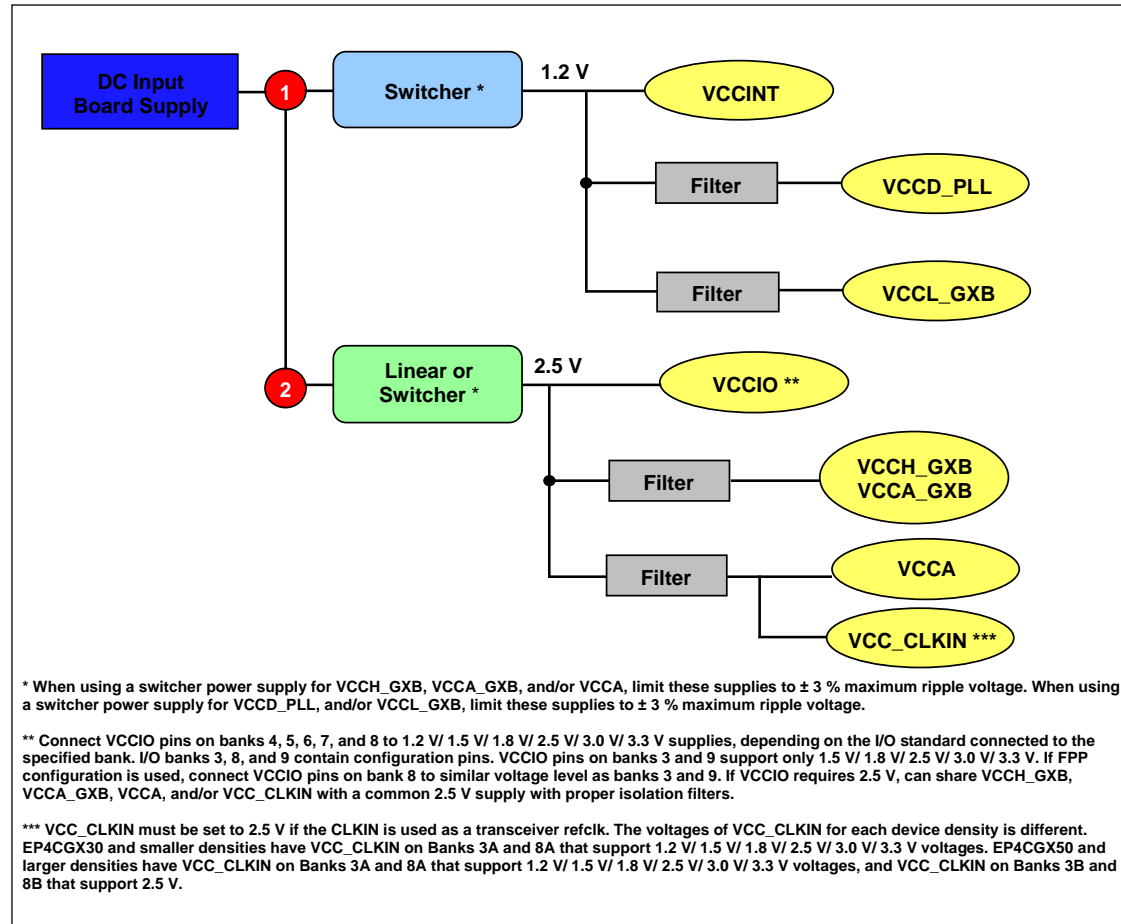 DC Input
Board Supply
1
Switcher *
1.2 V
VCCINT
Filter
VCCD_PLL
Filter
VCCL_GXB
2
Linear or
Switcher *
2.5 V
VCCIO **
Filter
VCCH_GXB
VCCA_GXB
Filter
VCCA
VCC_CLKIN ***
* When using a switcher power supply for VCCH_GXB, VCCA_GXB, and/or VCCA, limit these supplies to ± 3 % maximum ripple voltage. When using
a switcher power supply for VCCD_PLL, and/or VCCL_GXB, limit these supplies to ± 3 % maximum ripple voltage.
** Connect VCCIO pins on banks 4, 5, 6, 7, and 8 to 1.2 V/ 1.5 V/ 1.8 V/ 2.5 V/ 3.0 V/ 3.3 V supplies, depending on the I/O standard connected to the
specified bank. I/O banks 3, 8, and 9 contain configuration pins. VCCIO pins on banks 3 and 9 support only 1.5 V/ 1.8 V/ 2.5 V/ 3.0 V/ 3.3 V. If FPP
configuration is used, connect VCCIO pins on bank 8 to similar voltage level as banks 3 and 9. If VCCIO requires 2.5 V, can share VCCH_GXB,
VCCA_GXB, VCCA, and/or VCC_CLKIN with a common 2.5 V supply with proper isolation filters.
*** VCC_CLKIN must be set to 2.5 V if the CLKIN is used as a transceiver refclk. The voltages of VCC_CLKIN for each device density is different.
EP4CGX30 and smaller densities have VCC_CLKIN on Banks 3A and 8A that support 1.2 V/ 1.5 V/ 1.8 V/ 2.5 V/ 3.0 V/ 3.3 V voltages. EP4CGX50 and
larger densities have VCC_CLKIN on Banks 3A and 8A that support 1.2 V/ 1.5 V/ 1.8 V/ 2.5 V/ 3.0 V/ 3.3 V voltages, and VCC_CLKIN on Banks 3B and
8B that support 2.5 V.